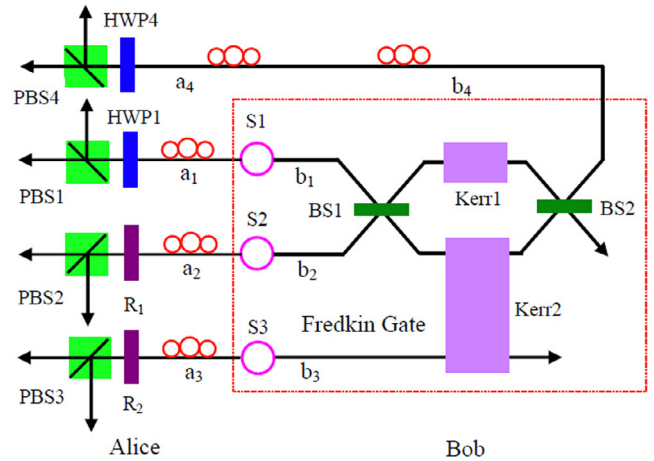 HWP4
PBS4
a4
b4
HWP1
S1
PBS1
a1
b1
BS1
Kerr1
BS2
S2
PBS2
R1
a2
b2
Kerr2
S3
Fredkin Gate
PBS3
R2
a3
b3
Alice
Bob